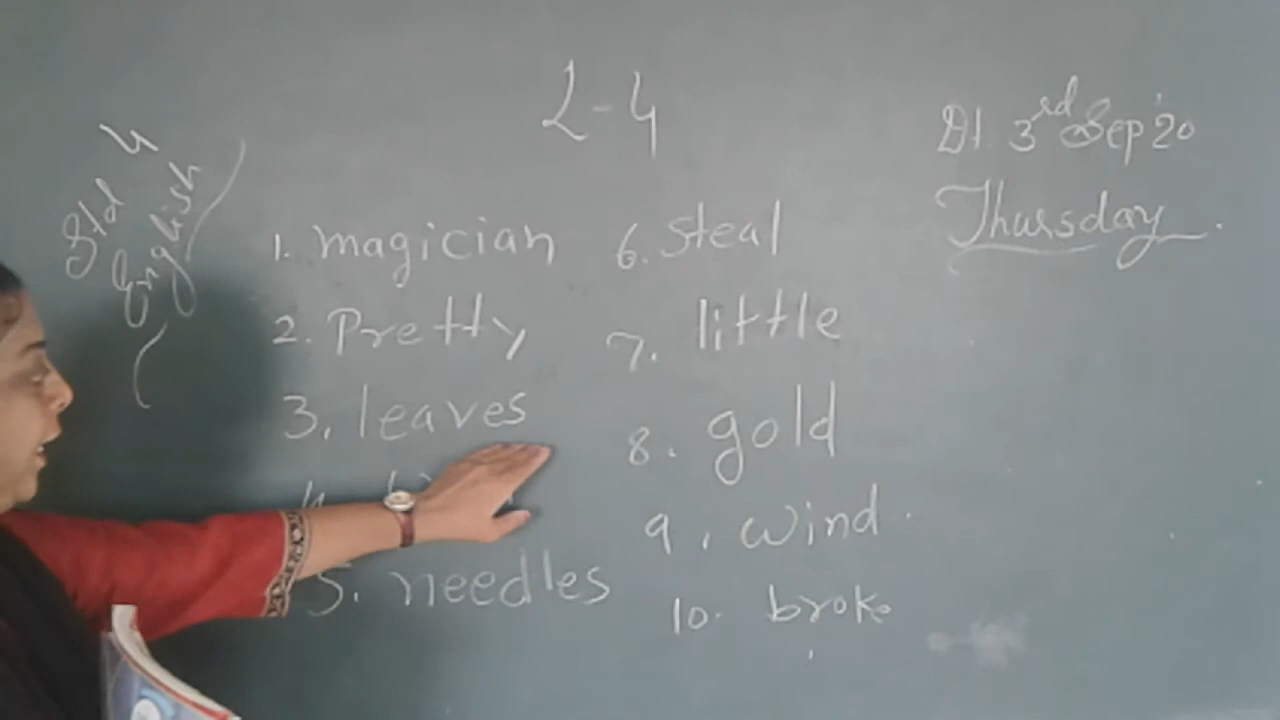 L-4
Dt. 3rd Sep'20
Thursday.
Std 4
English
1. magician
2. Pretty
3. leaves
4.
5. needles
6. steal
7. little
8. gold
9. wind.
10. broke